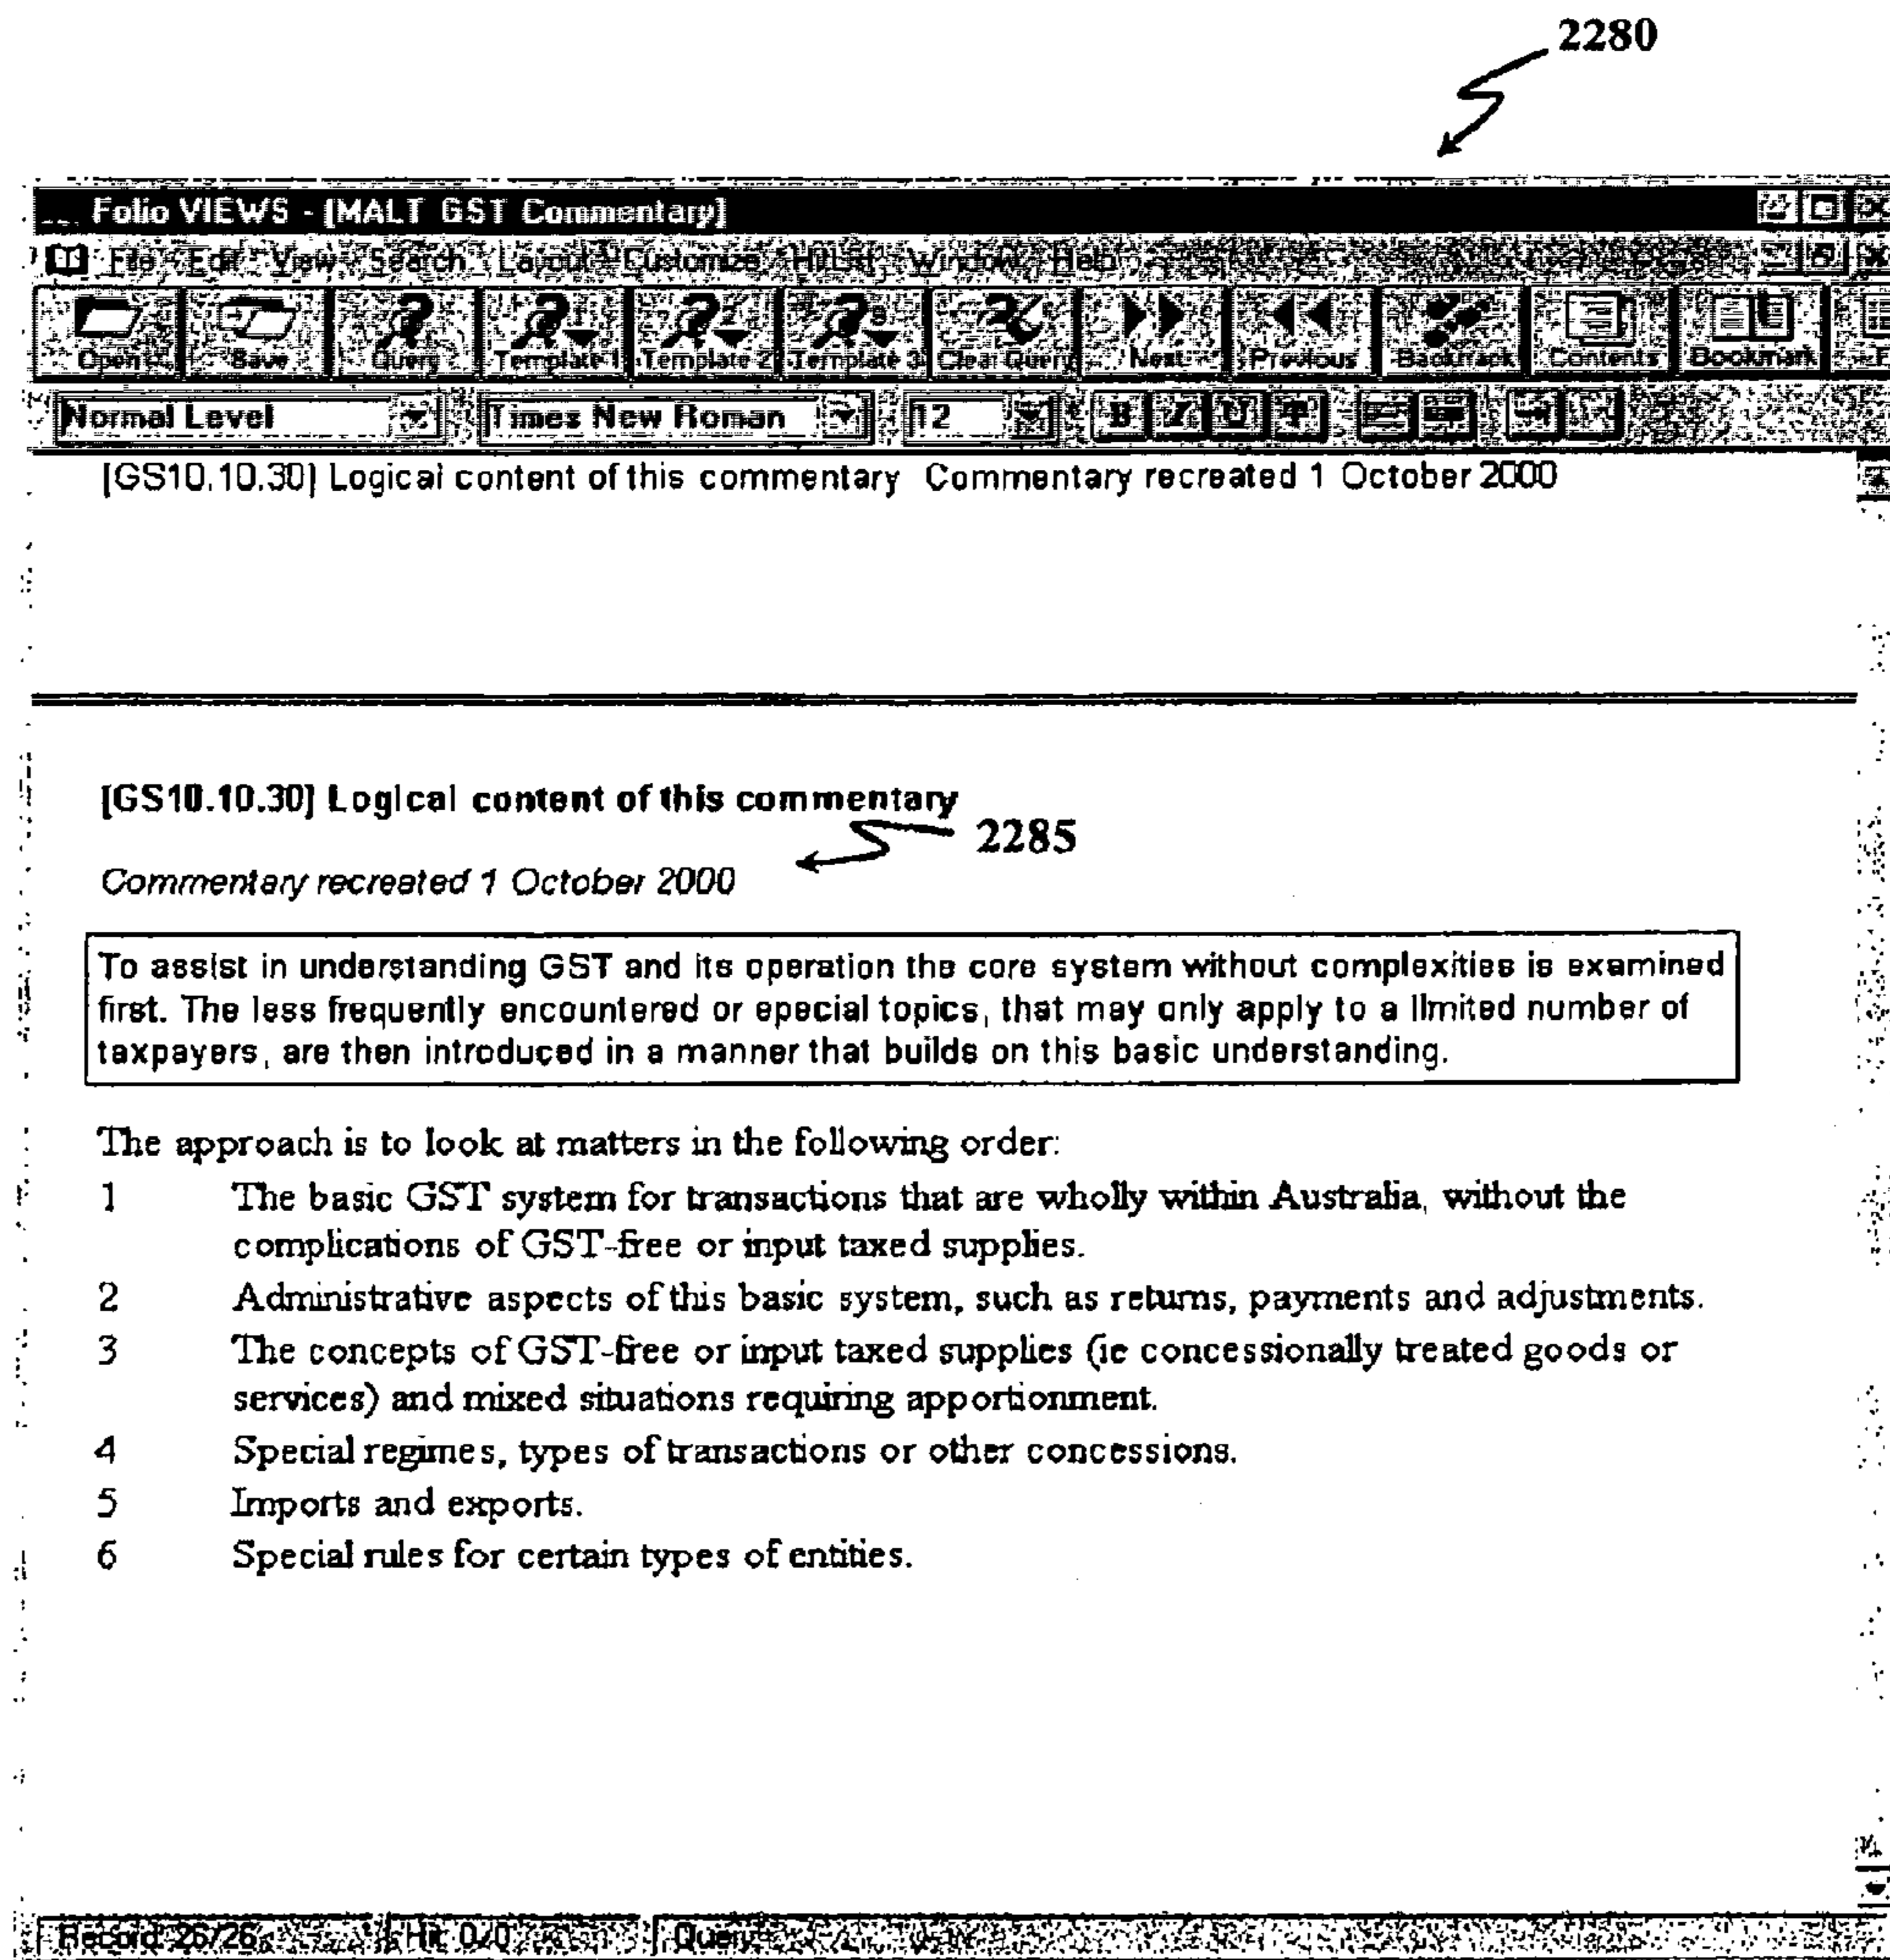 2280
Folio VIEWS - [MALT GST Commentary]
File Edit View Search Layout Customize HitList Window Help
Open Save Query Template 1 Template 2 Template 3 Clear Query Next Previous Backtrack Contents Bookmark
Normal Level Times New Roman 12 B I U
[GS10.10.30] Logical content of this commentary Commentary recreated 1 October 2000
[GS10.10.30] Logical content of this commentary
2285
Commentary recreated 1 October 2000
To assist in understanding GST and its operation the core system without complexities is examined
first. The less frequently encountered or special topics, that may only apply to a limited number of
taxpayers, are then introduced in a manner that builds on this basic understanding.
The approach is to look at matters in the following order:
1 The basic GST system for transactions that are wholly within Australia, without the
complications of GST-free or input taxed supplies.
2 Administrative aspects of this basic system, such as returns, payments and adjustments.
3 The concepts of GST-free or input taxed supplies (ie concessionally treated goods or
services) and mixed situations requiring apportionment.
4 Special regimes, types of transactions or other concessions.
5 Imports and exports.
6 Special rules for certain types of entities.
Record: 26/26 Hit: 0/0 Query: